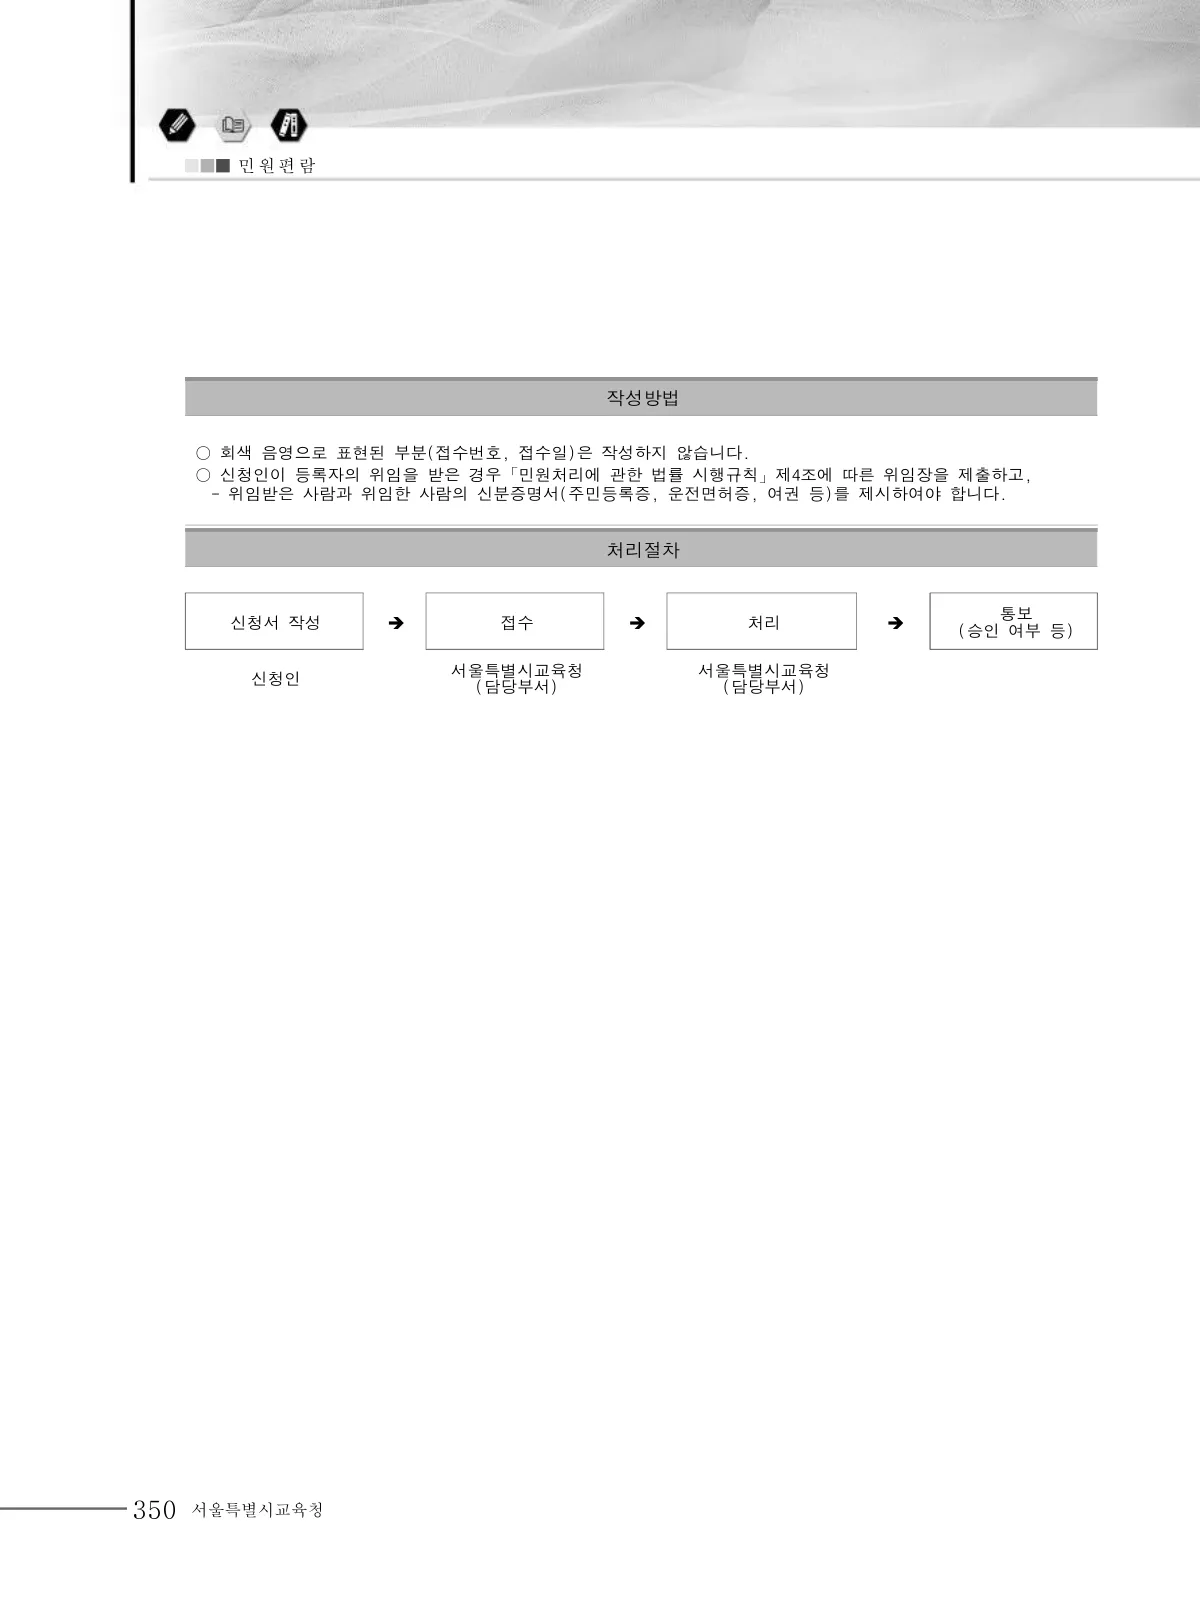 민원편람
작성방법
○ 회색 음영으로 표현된 부분(접수번호, 접수일)은 작성하지 않습니다.
○ 신청인이 등록자의 위임을 받은 경우「민원처리에 관한 법률 시행규칙」제4조에 따른 위임장을 제출하고,
- 위임받은 사람과 위임한 사람의 신분증명서(주민등록증, 운전면허증, 여권 등)를 제시하여야 합니다.
처리절차
신청서 작성 ➔ 접수 ➔ 처리 ➔ 통보
(승인 여부 등)
신청인 서울특별시교육청 서울특별시교육청
(담당부서) (담당부서)
350 서울특별시교육청